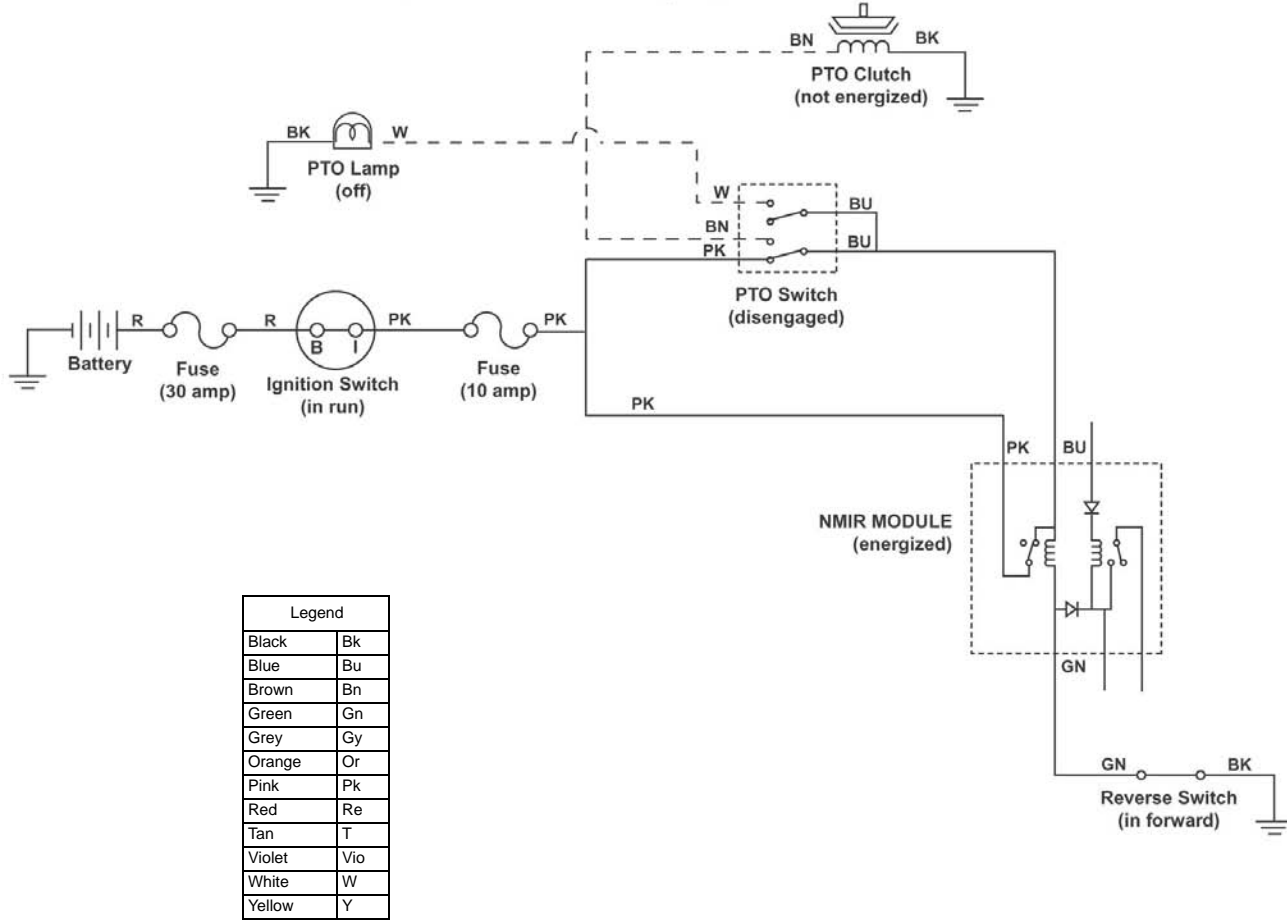 BN
BK
PTO Clutch
(not energized)
BK
W
PTO Lamp
(off)
W
BU
BN
BU
PK
PTO Switch
(disengaged)
R
R
PK
PK
B
I
Battery
Fuse
(30 amp)
Ignition Switch
(in run)
Fuse
(10 amp)
PK
PK
BU
NMIR MODULE
(energized)
GN
GN
BK
Reverse Switch
(in forward)
Legend
Black Bk
Blue Bu
Brown Bn
Green Gn
Grey Gy
Orange Or
Pink Pk
Red Re
Tan T
Violet Vio
White W
Yellow Y